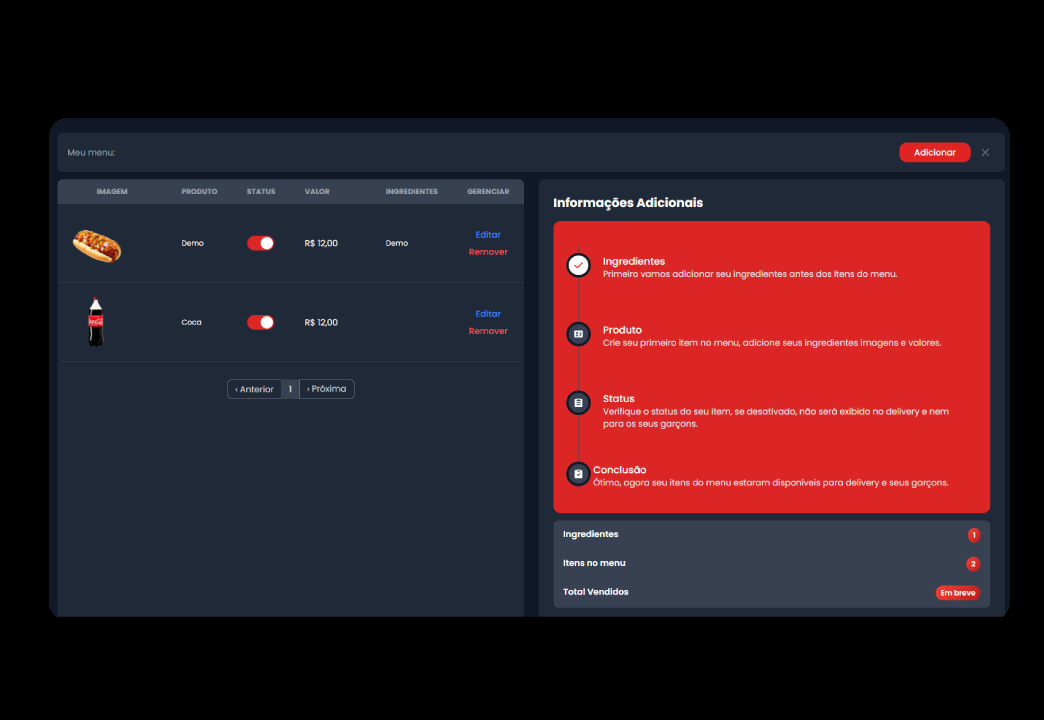 Meu menu:
Adicionar
IMAGEM PRODUTO STATUS VALOR INGREDIENTES GERENCIAR
Demo R$ 12,00 Demo Editar
Remover
Coca R$ 12,00 Editar
Remover
‹ Anterior 1 › Próxima
Informações Adicionais
Ingredientes
Primeiro vamos adicionar seu ingredientes antes dos itens do menu.
Produto
Crie seu primeiro item no menu, adicione seus ingredientes imagens e valores.
Status
Verifique o status do seu item, se desativado, não será exibido no delivery e nem
para os seus garçons.
Conclusão
Ótimo, agora seu itens do menu estaram disponíveis para delivery e seus garçons.
Ingredientes 1
Itens no menu 2
Total Vendidos Em breve